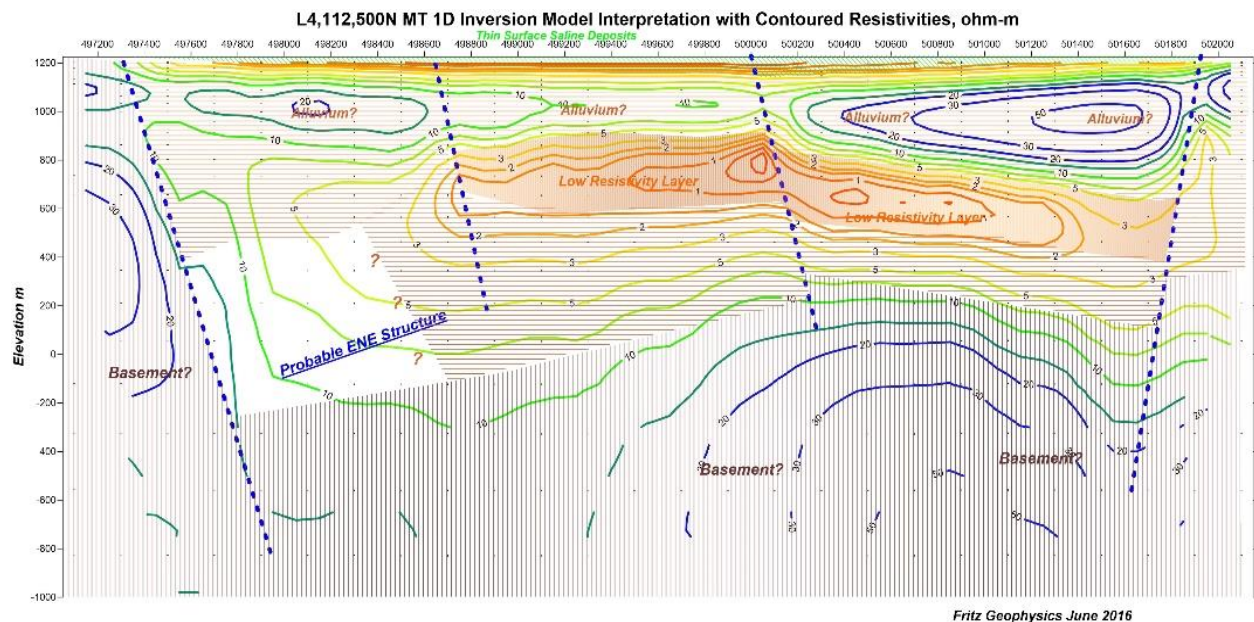 L4,112,500N MT 1D Inversion Model Interpretation with Contoured Resistivities, ohm-m
Thin Surface Saline Deposits
497200 497400 497600 497800 498000 498200 498400 498600 498800 499000 499200 499400 499600 499800 500000 500200 500400 500600 500800 501000 501200 501400 501600 501800 502000
1200
1000
800
600
400
200
0
-200
-400
-600
-800
-1000
Elevation m
Alluvium?
Alluvium?
Alluvium?
Alluvium?
Low Resistivity Layer
Low Resistivity Layer
?
?
?
Probable ENE Structure
Basement?
Basement?
Basement?
Fritz Geophysics June 2016